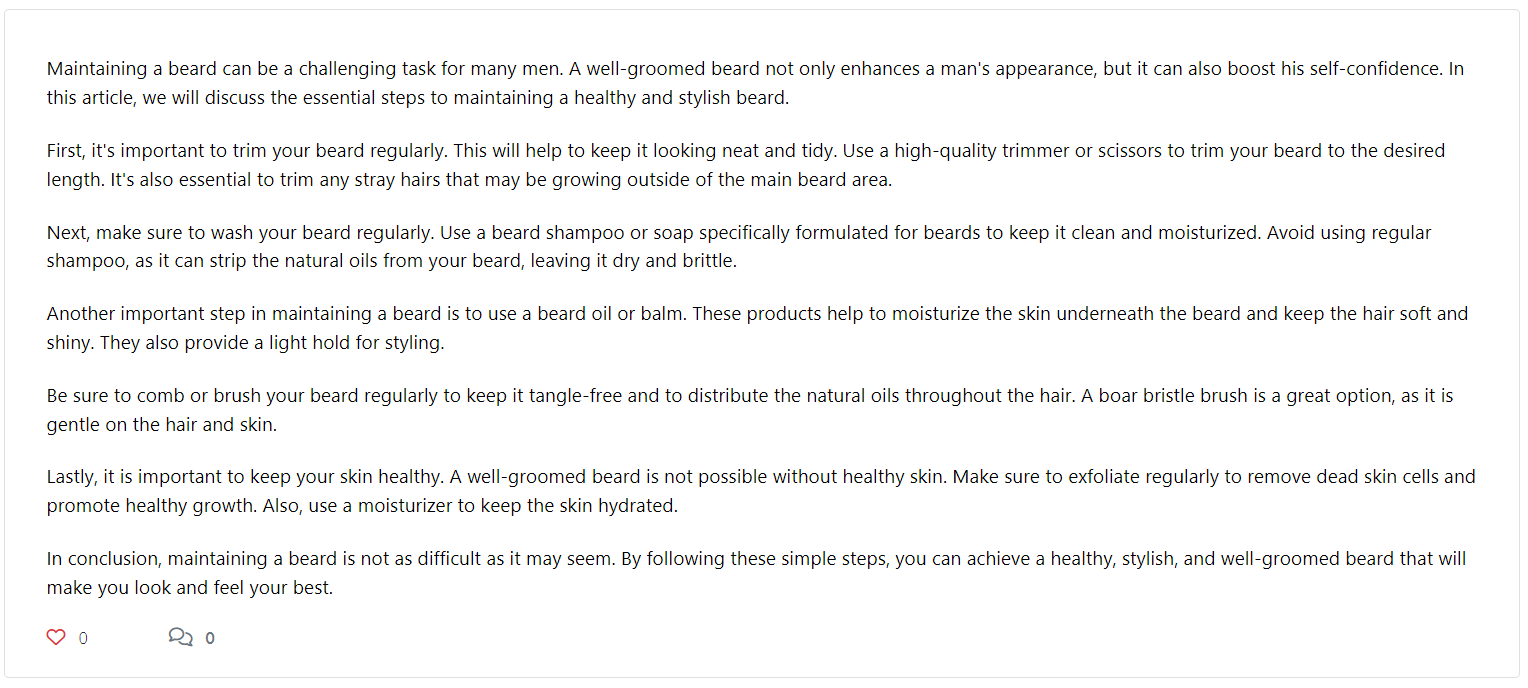 Maintaining a beard can be a challenging task for many men. A well-groomed beard not only enhances a man's appearance, but it can also boost his self-confidence. In
this article, we will discuss the essential steps to maintaining a healthy and stylish beard.
First, it's important to trim your beard regularly. This will help to keep it looking neat and tidy. Use a high-quality trimmer or scissors to trim your beard to the desired
length. It's also essential to trim any stray hairs that may be growing outside of the main beard area.
Next, make sure to wash your beard regularly. Use a beard shampoo or soap specifically formulated for beards to keep it clean and moisturized. Avoid using regular
shampoo, as it can strip the natural oils from your beard, leaving it dry and brittle.
Another important step in maintaining a beard is to use a beard oil or balm. These products help to moisturize the skin underneath the beard and keep the hair soft and
shiny. They also provide a light hold for styling.
Be sure to comb or brush your beard regularly to keep it tangle-free and to distribute the natural oils throughout the hair. A boar bristle brush is a great option, as it is
gentle on the hair and skin.
Lastly, it is important to keep your skin healthy. A well-groomed beard is not possible without healthy skin. Make sure to exfoliate regularly to remove dead skin cells and
promote healthy growth. Also, use a moisturizer to keep the skin hydrated.
In conclusion, maintaining a beard is not as difficult as it may seem. By following these simple steps, you can achieve a healthy, stylish, and well-groomed beard that will
make you look and feel your best.
0 0